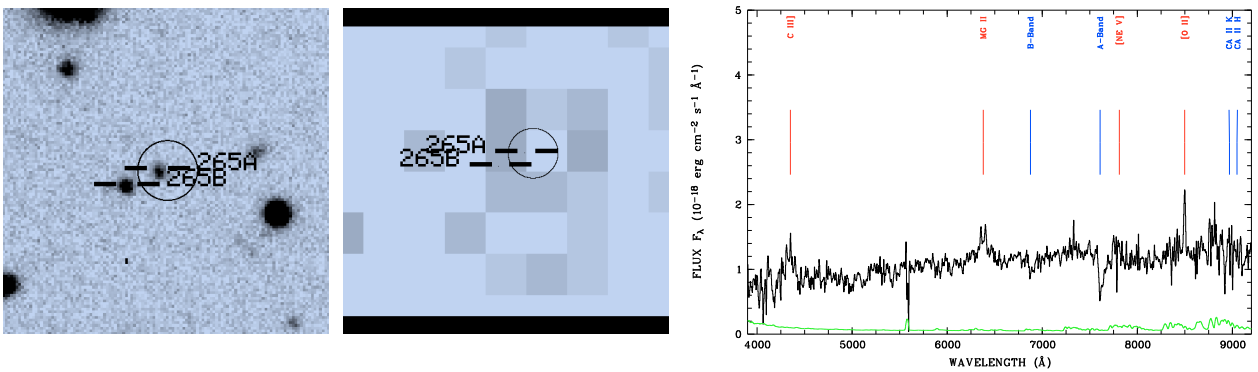 265A
265B
265A
265B
FLUX Fλ (10⁻¹⁸ erg cm⁻² s⁻¹ Å⁻¹)
5
4
3
2
1
0
C III]
MG II
B-Band
A-Band
[NE V]
[O II]
CA II K
CA II H
4000 5000 6000 7000 8000 9000
WAVELENGTH (Å)